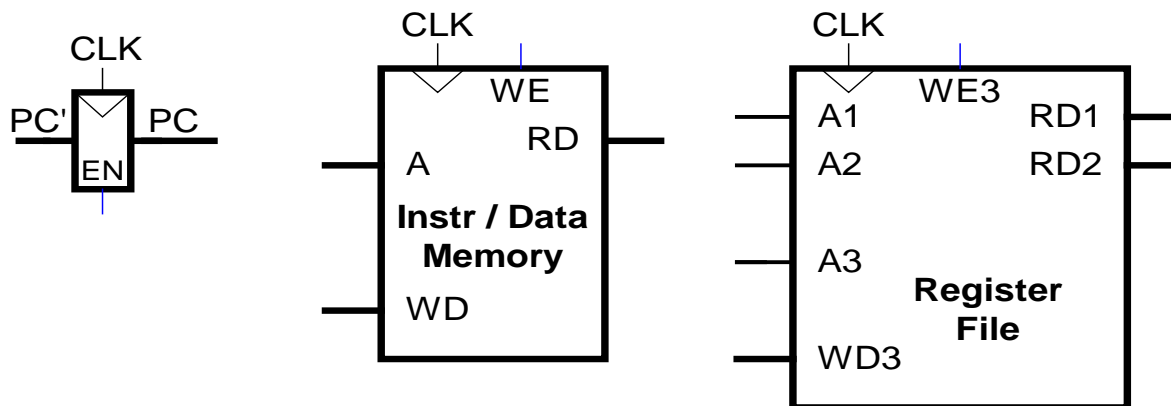 CLK
PC'
PC
EN
CLK
WE
RD
A
Instr / Data
Memory
WD
CLK
WE3
A1
RD1
A2
RD2
A3
Register
File
WD3